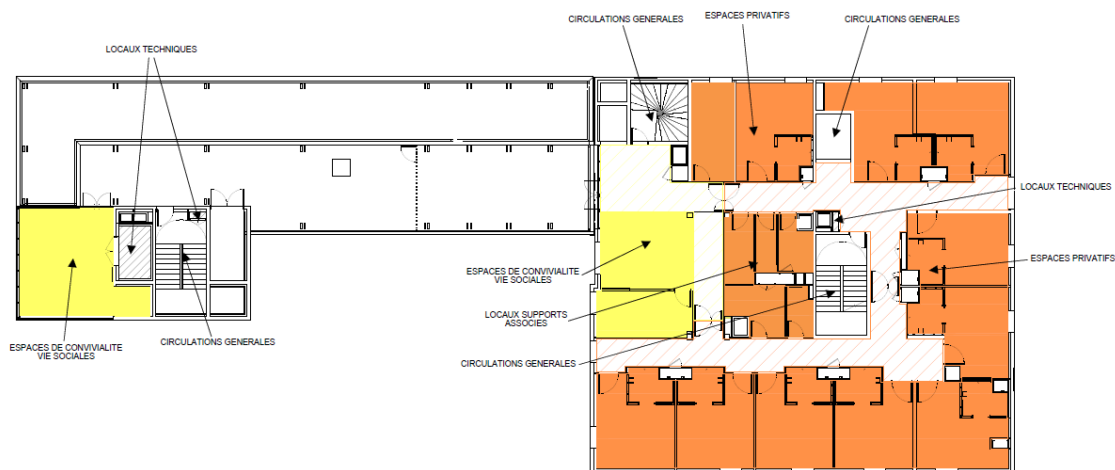 CIRCULATIONS GENERALES
ESPACES PRIVATIFS
CIRCULATIONS GENERALES
LOCAUX TECHNIQUES
LOCAUX TECHNIQUES
ESPACES PRIVATIFS
ESPACES DE CONVIVIALITE
VIE SOCIALES
LOCAUX SUPPORTS
ASSOCIES
CIRCULATIONS GENERALES
ESPACES DE CONVIVIALITE
VIE SOCIALES
CIRCULATIONS GENERALES